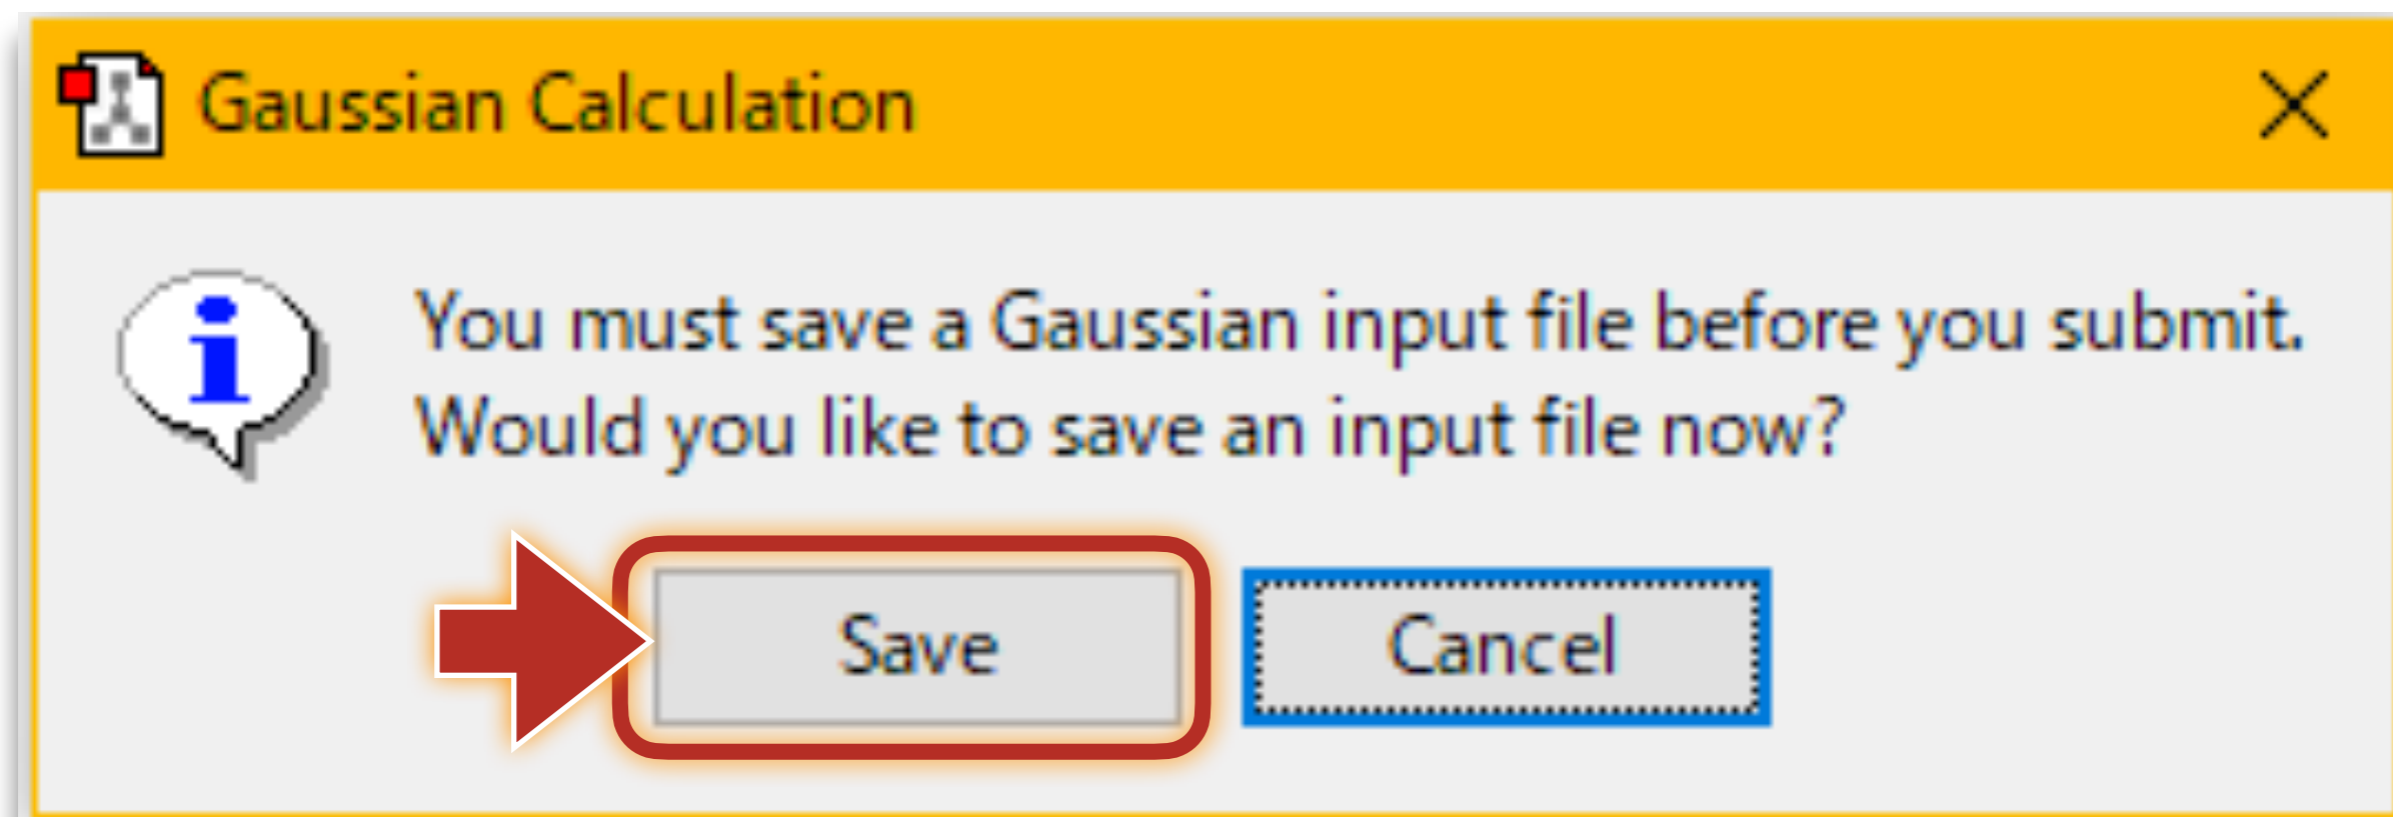 Gaussian Calculation
You must save a Gaussian input file before you submit.
Would you like to save an input file now?
Save
Cancel